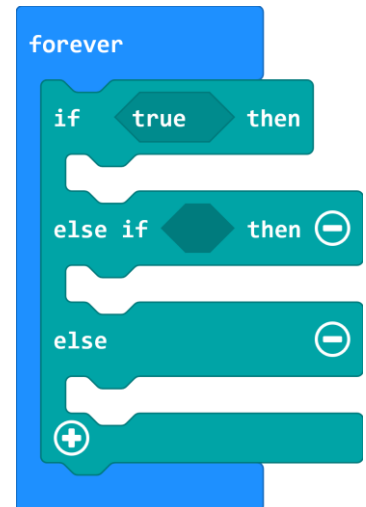 forever
if true then
else if then
else